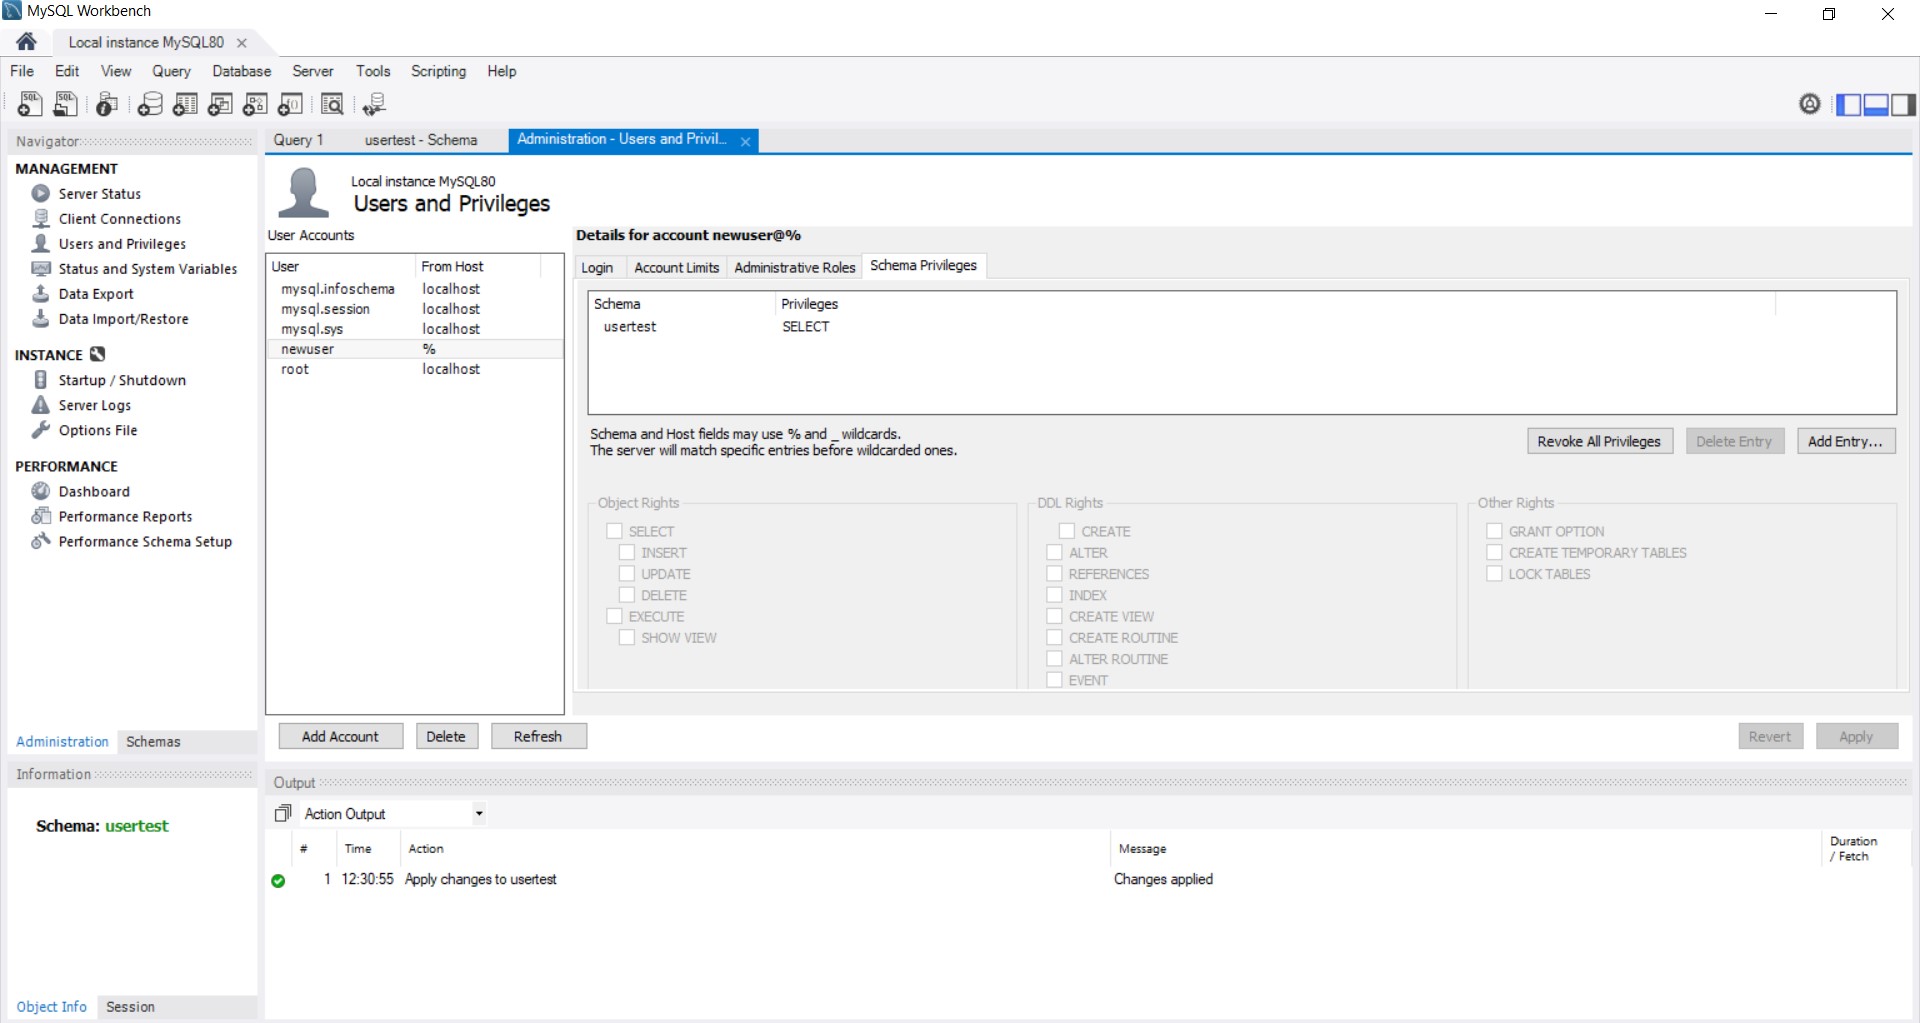 MySQL Workbench
Local instance MySQL80
File Edit View Query Database Server Tools Scripting Help
SQL SQL
Navigator
MANAGEMENT
Server Status
Client Connections
Users and Privileges
Status and System Variables
Data Export
Data Import/Restore
INSTANCE
Startup / Shutdown
Server Logs
Options File
PERFORMANCE
Dashboard
Performance Reports
Performance Schema Setup
Administration Schemas
Information
Schema: usertest
Object Info Session
Query 1 usertest - Schema Administration - Users and Privil...
Local instance MySQL80
Users and Privileges
User Accounts
User From Host
mysql.infoschema localhost
mysql.session localhost
mysql.sys localhost
newuser %
root localhost
Add Account Delete Refresh
Details for account newuser@%
Login Account Limits Administrative Roles Schema Privileges
Schema Privileges
usertest SELECT
Schema and Host fields may use % and _ wildcards.
The server will match specific entries before wildcarded ones.
Revoke All Privileges Delete Entry Add Entry...
Object Rights
SELECT
INSERT
UPDATE
DELETE
EXECUTE
SHOW VIEW
DDL Rights
CREATE
ALTER
REFERENCES
INDEX
CREATE VIEW
CREATE ROUTINE
ALTER ROUTINE
EVENT
Other Rights
GRANT OPTION
CREATE TEMPORARY TABLES
LOCK TABLES
Revert Apply
Output
Action Output
# Time Action Message Duration / Fetch
1 12:30:55 Apply changes to usertest Changes applied